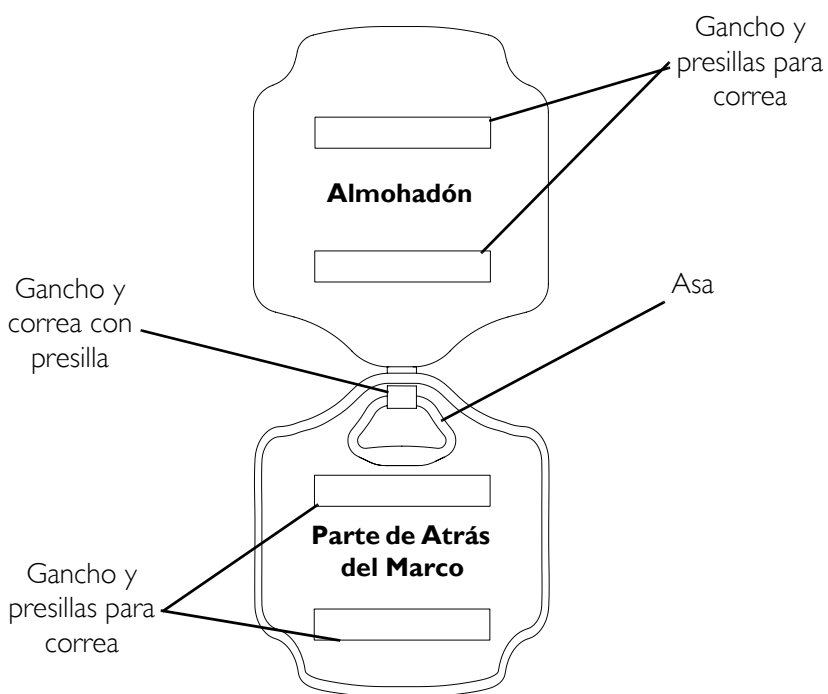 Gancho y
presillas para
correa
Almohadón
Gancho y
correa con
presilla
Asa
Parte de Atrás
del Marco
Gancho y
presillas para
correa